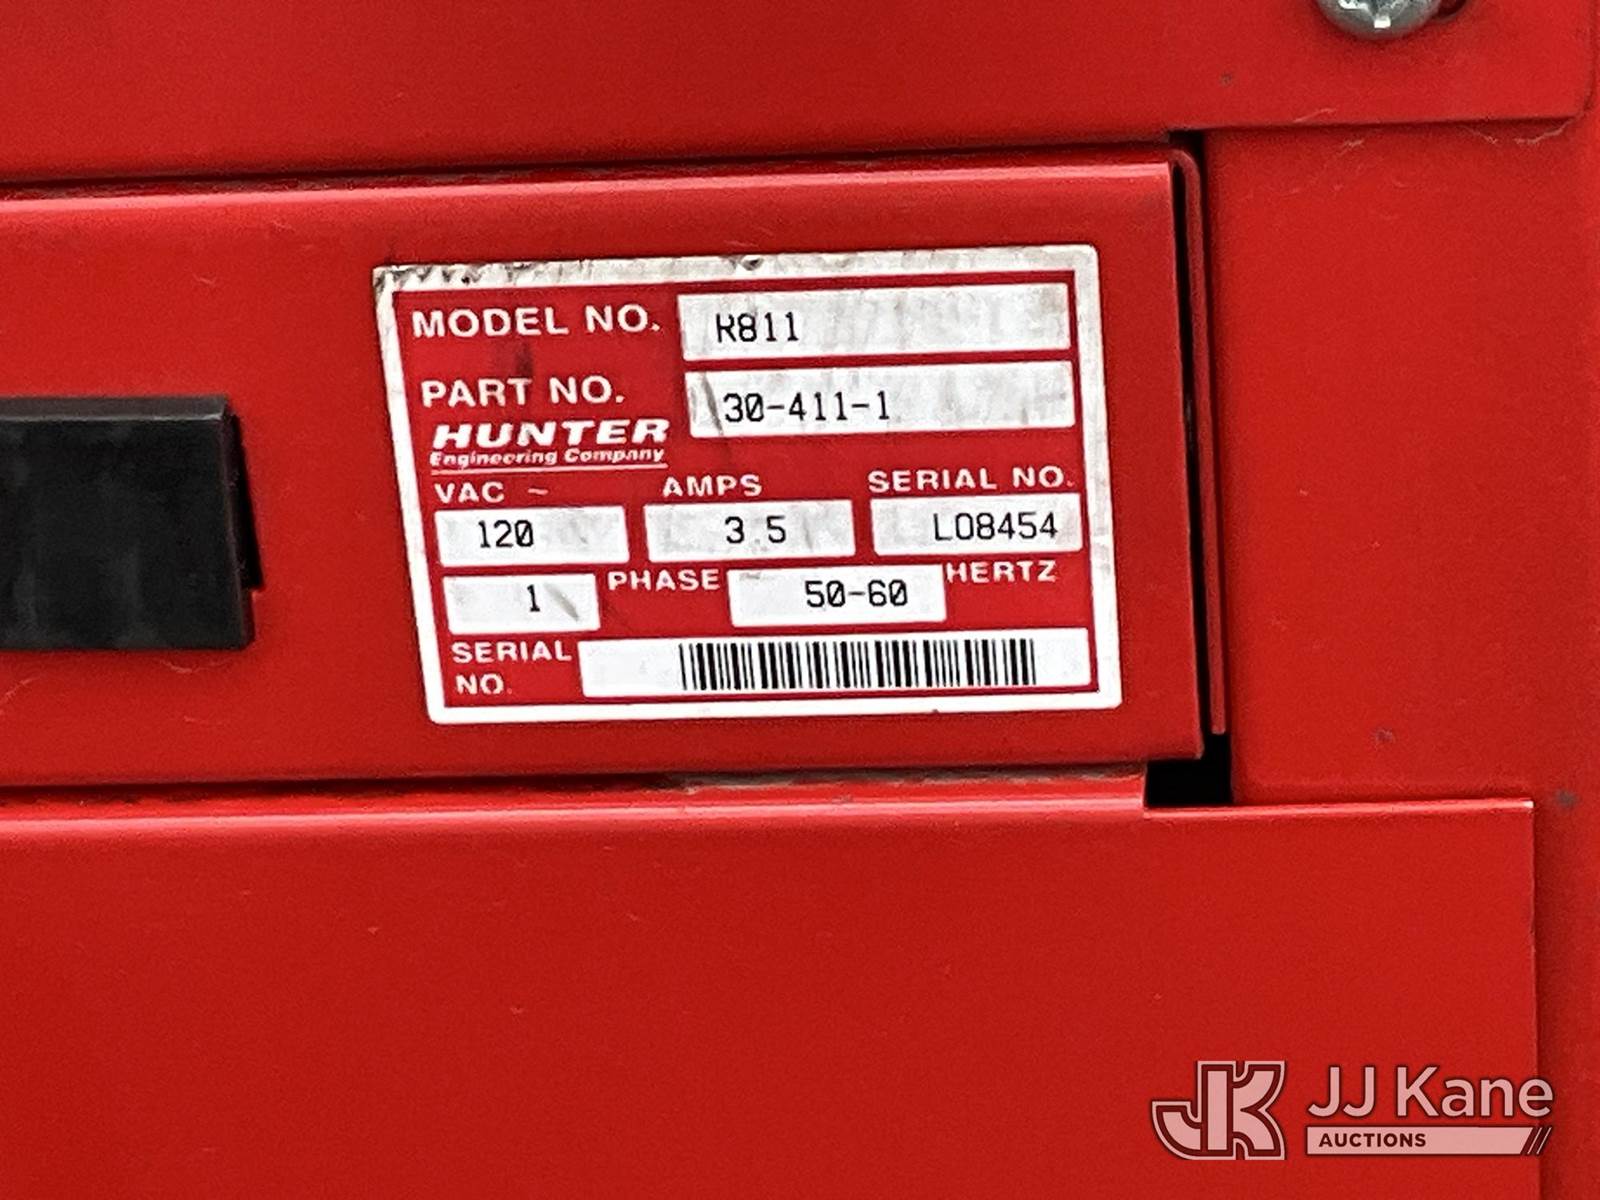 MODEL NO. R811
PART NO. 30-411-1
HUNTER
Engineering Company
VAC ~ AMPS SERIAL NO.
120 3.5 L08454
1 PHASE 50-60 HERTZ
SERIAL
NO.
JJ Kane
AUCTIONS